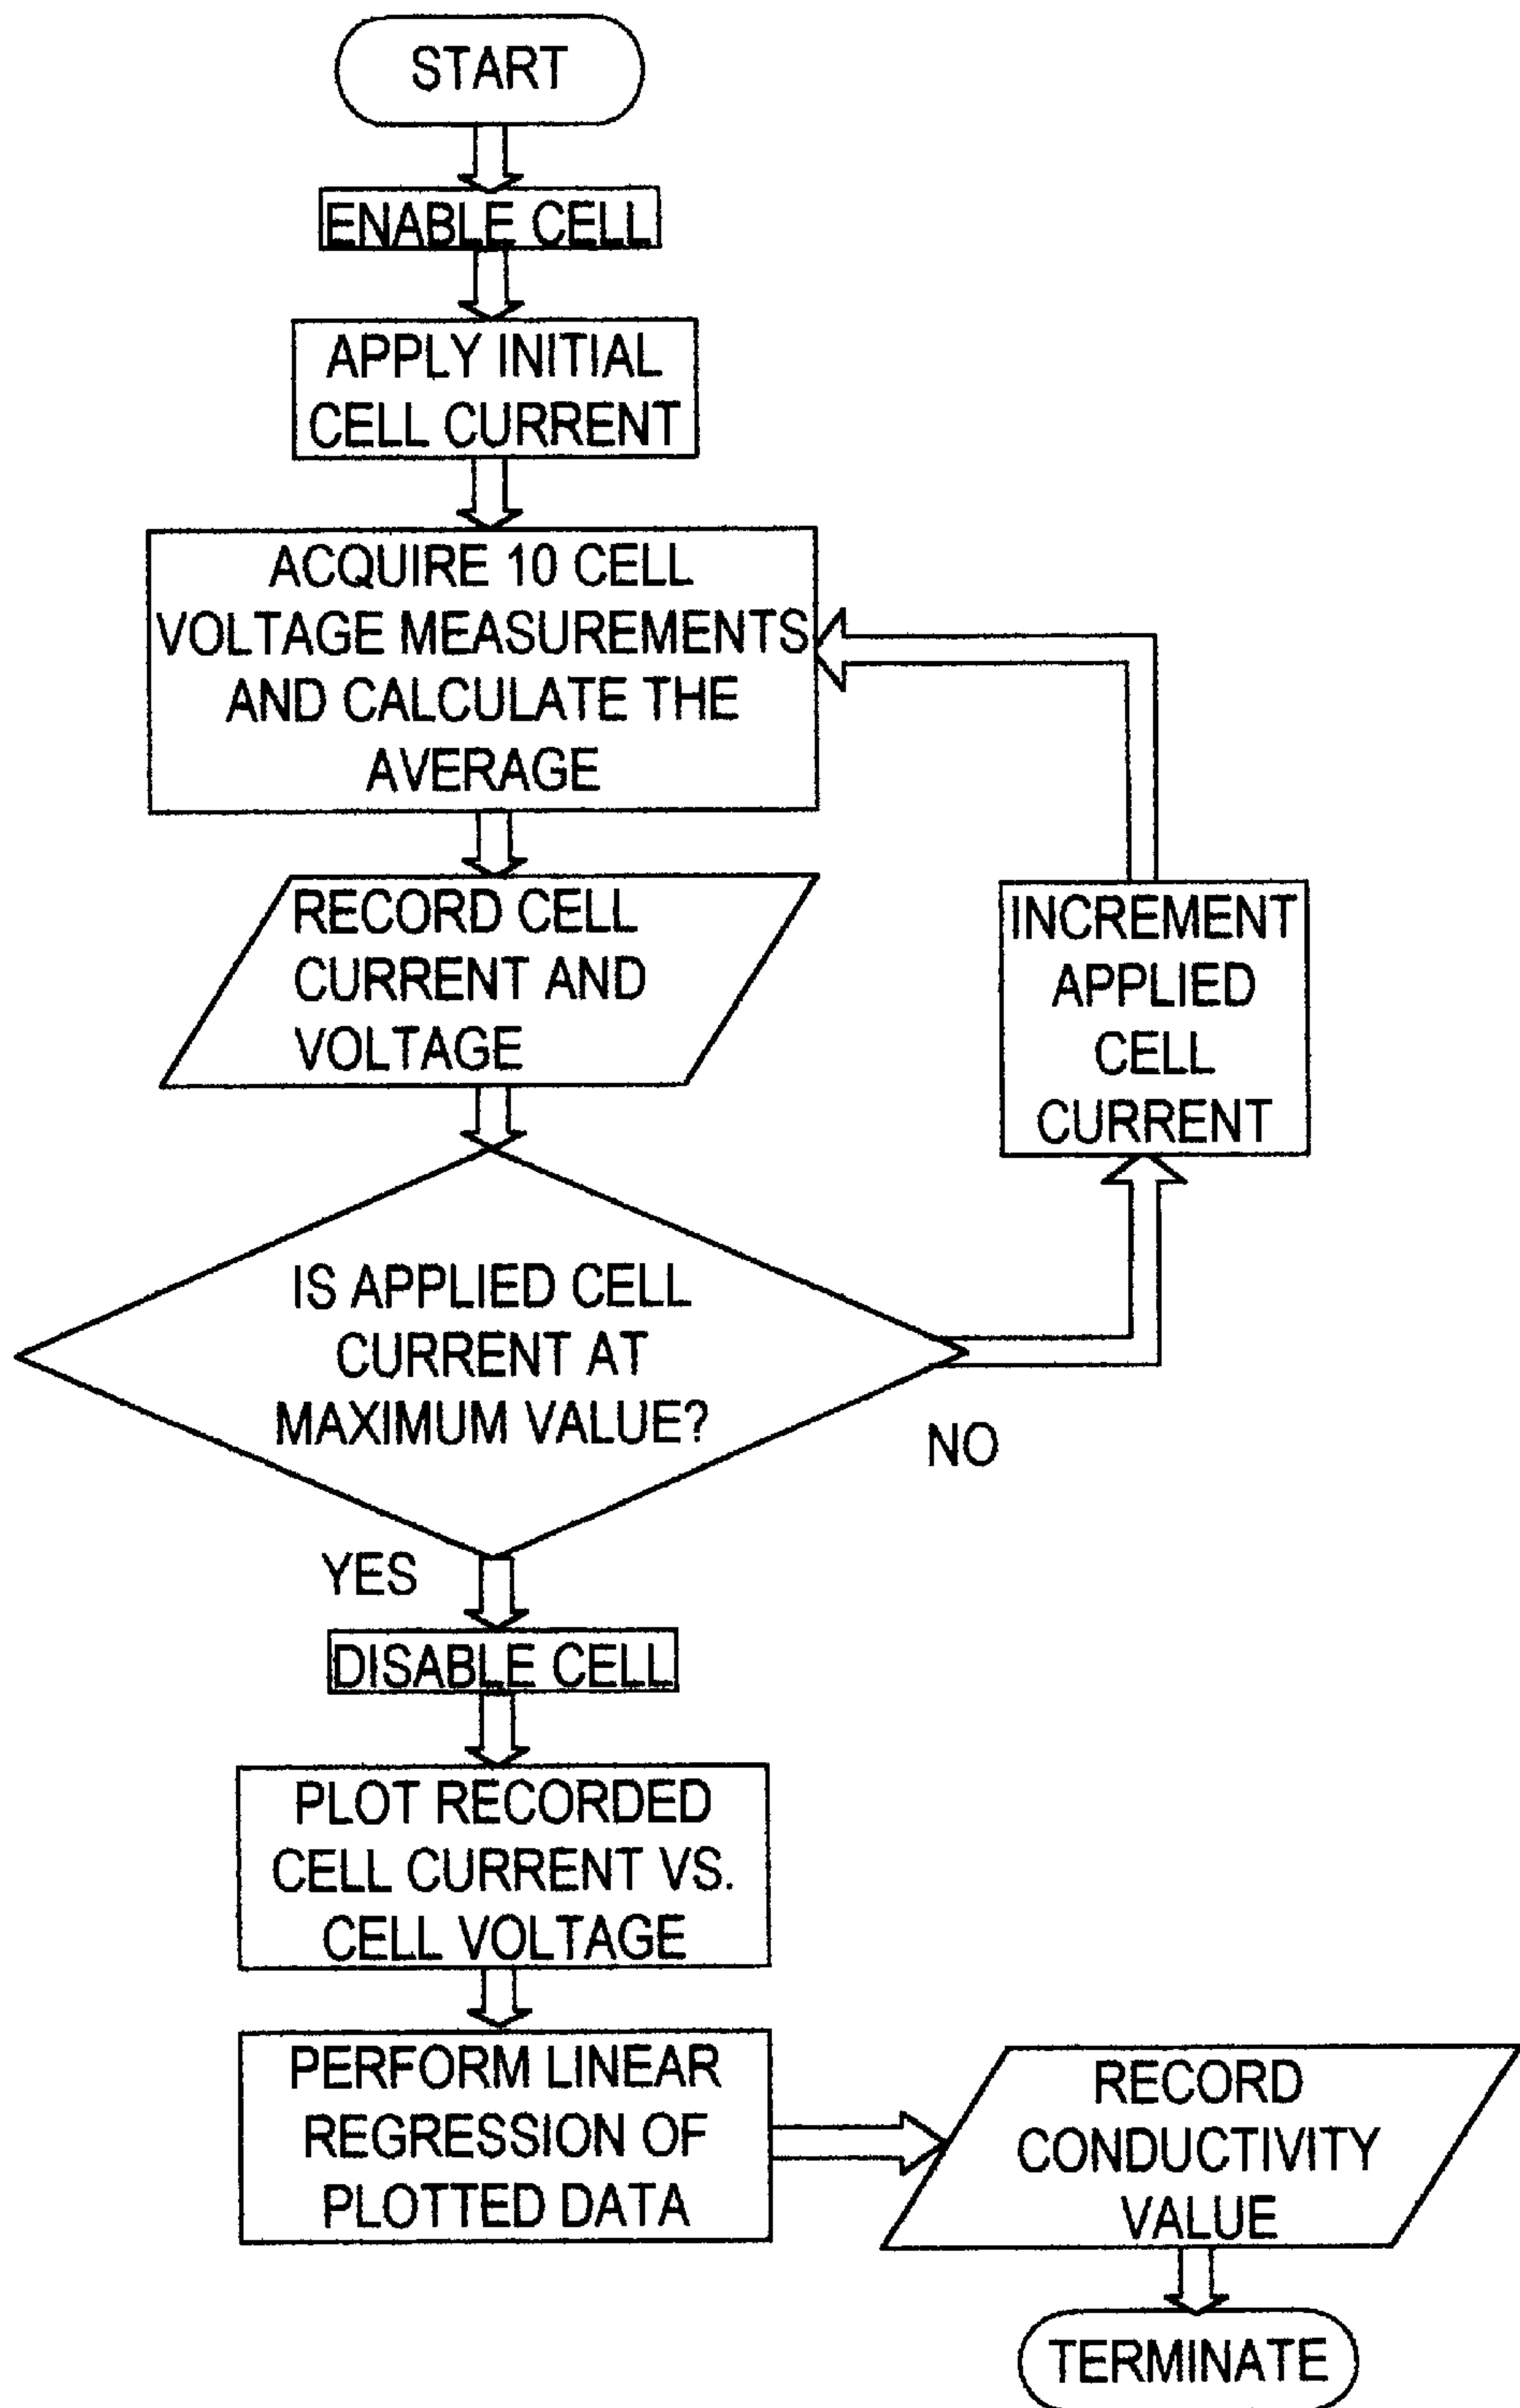 START
ENABLE CELL
APPLY INITIAL
CELL CURRENT
ACQUIRE 10 CELL
VOLTAGE MEASUREMENTS
AND CALCULATE THE
AVERAGE
RECORD CELL
CURRENT AND
VOLTAGE
INCREMENT
APPLIED
CELL
CURRENT
IS APPLIED CELL
CURRENT AT
MAXIMUM VALUE?
NO
YES
DISABLE CELL
PLOT RECORDED
CELL CURRENT VS.
CELL VOLTAGE
PERFORM LINEAR
REGRESSION OF
PLOTTED DATA
RECORD
CONDUCTIVITY
VALUE
TERMINATE